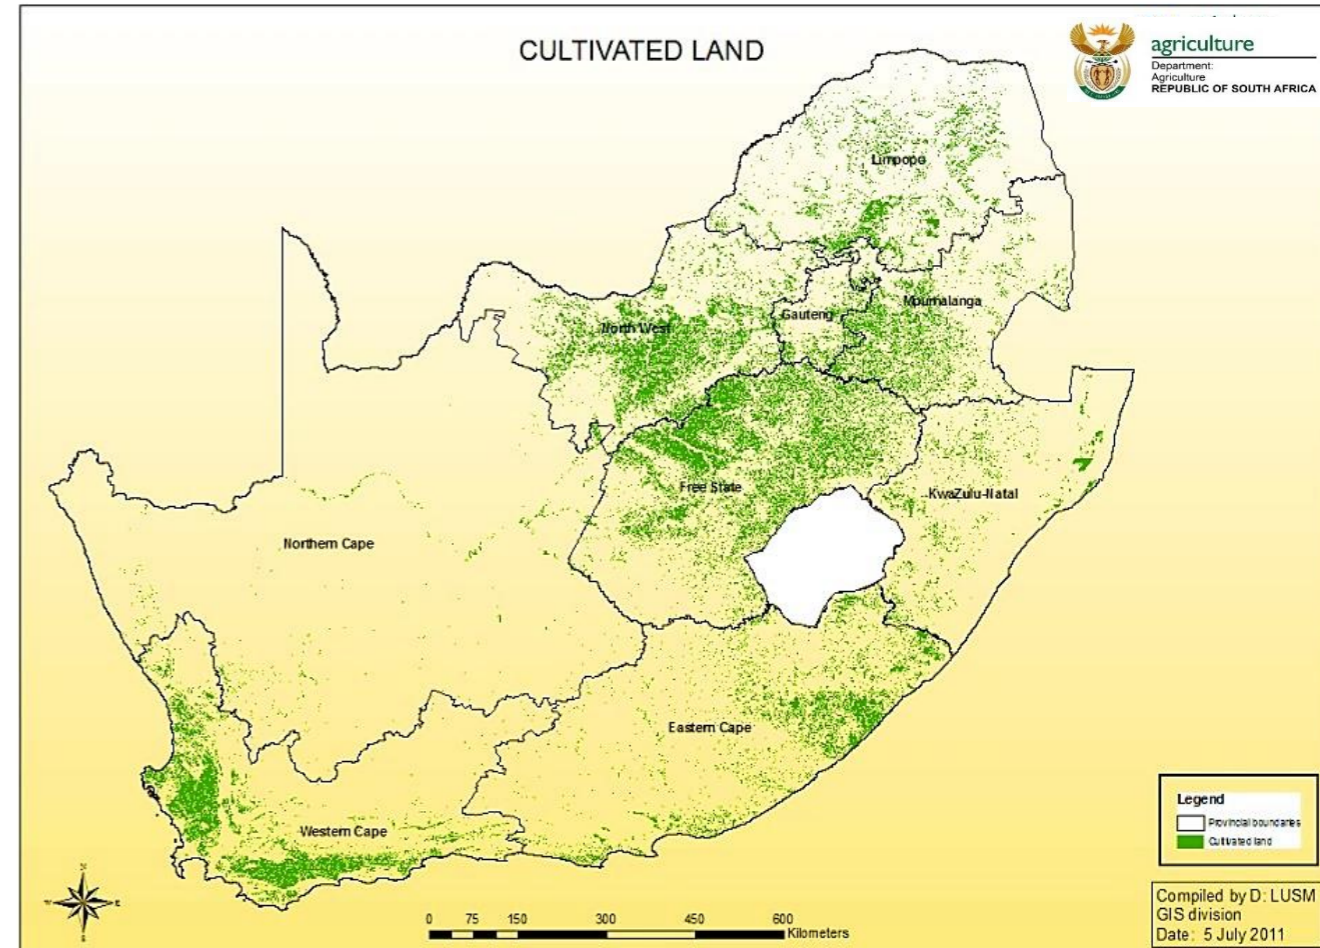 CULTIVATED LAND
agriculture
Department:
Agriculture
REPUBLIC OF SOUTH AFRICA
Limpopo
Mpumalanga
Gauteng
North West
Free State
KwaZulu-Natal
Northern Cape
Eastern Cape
Western Cape
Legend
Provincial boundaries
Cultivated land
N
W E
S
0 75 150 300 450 600
Kilometers
Compiled by D: LUSM
GIS division
Date: 5 July 2011